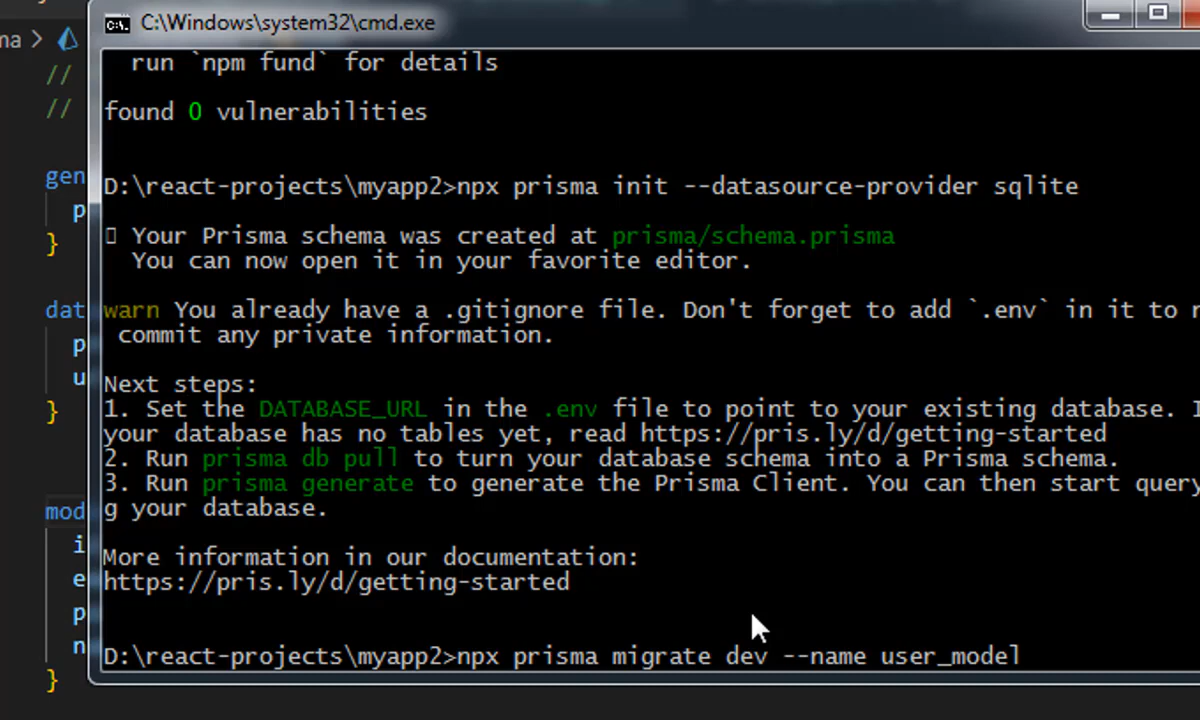 C:\Windows\system32\cmd.exe
ma >
//
//
gen
p
}
dat
p
u
}
mod
i
e
p
n
}
run `npm fund` for details
found 0 vulnerabilities
D:\react-projects\myapp2>npx prisma init --datasource-provider sqlite
Your Prisma schema was created at prisma/schema.prisma
You can now open it in your favorite editor.
warn You already have a .gitignore file. Don't forget to add `.env` in it to
commit any private information.
Next steps:
1. Set the DATABASE_URL in the .env file to point to your existing database.
your database has no tables yet, read https://pris.ly/d/getting-started
2. Run prisma db pull to turn your database schema into a Prisma schema.
3. Run prisma generate to generate the Prisma Client. You can then start query
g your database.
More information in our documentation:
https://pris.ly/d/getting-started
D:\react-projects\myapp2>npx prisma migrate dev --name user_model